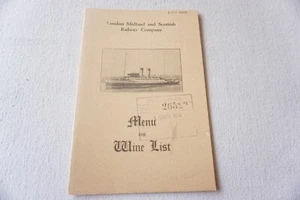 London Midland and Scottish
Railway Company
Menu
and
Wine List